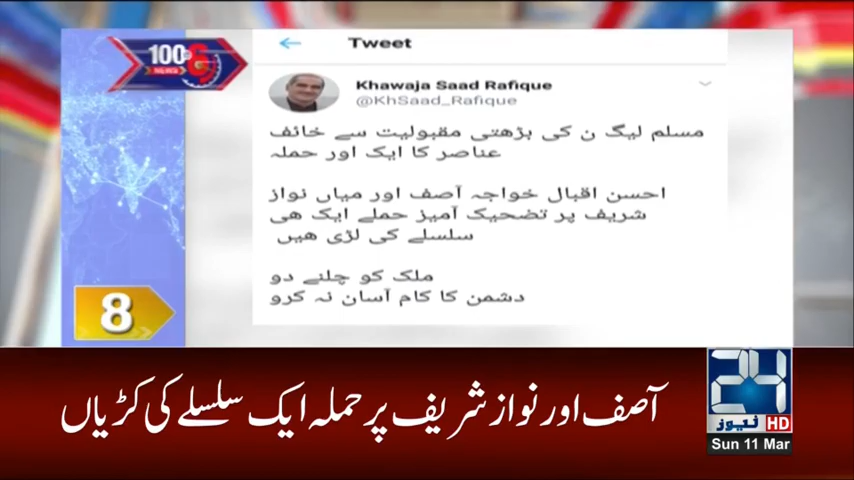 100
Tweet
Khawaja Saad Rafique
@KhSaad_Rafique
مسلم لیگ ن کی بڑھتی مقبولیت سے خائف
عناصر کا ایک اور حملہ
احسن اقبال خواجہ آصف اور میاں نواز
شریف پر تضحیک آمیز حملے ایک ھی
سلسلے کی لڑی ھیں
ملک کو چلنے دو
دشمن کا کام آسان نہ کرو
8
آصف اور نواز شریف پر حملہ ایک سلسلے کی کڑیاں
24
نیوز HD
Sun 11 Mar